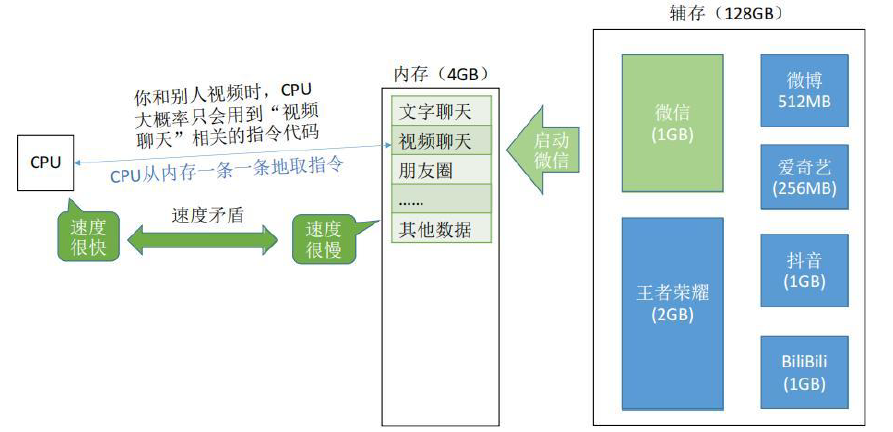 辅存（128GB）
内存（4GB）
你和别人视频时，CPU
大概率只会用到“视频
聊天”相关的指令代码
CPU
CPU从内存一条一条地取指令
速度
很快
速度矛盾
速度
很慢
文字聊天
视频聊天
朋友圈
......
其他数据
启动
微信
微信
(1GB)
微博
512MB
爱奇艺
(256MB)
王者荣耀
(2GB)
抖音
(1GB)
BiliBili
(1GB)